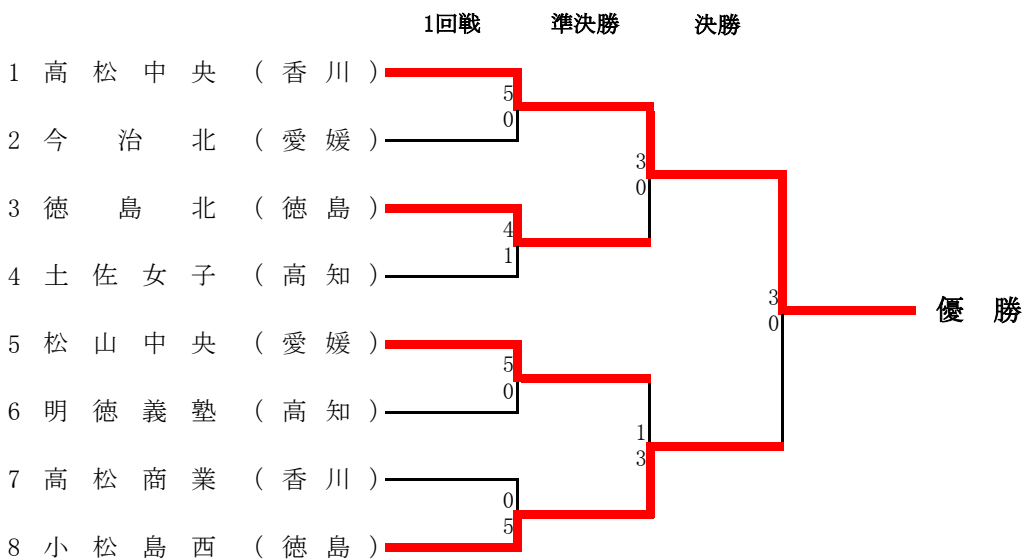 1回戦 準決勝 決勝
1 高松中央 (香川)
5
0
2 今治北 (愛媛)
3
0
3 徳島北 (徳島)
4
1
4 土佐女子 (高知)
3
0
優勝
5 松山中央 (愛媛)
5
0
6 明徳義塾 (高知)
1
3
7 高松商業 (香川)
0
5
8 小松島西 (徳島)